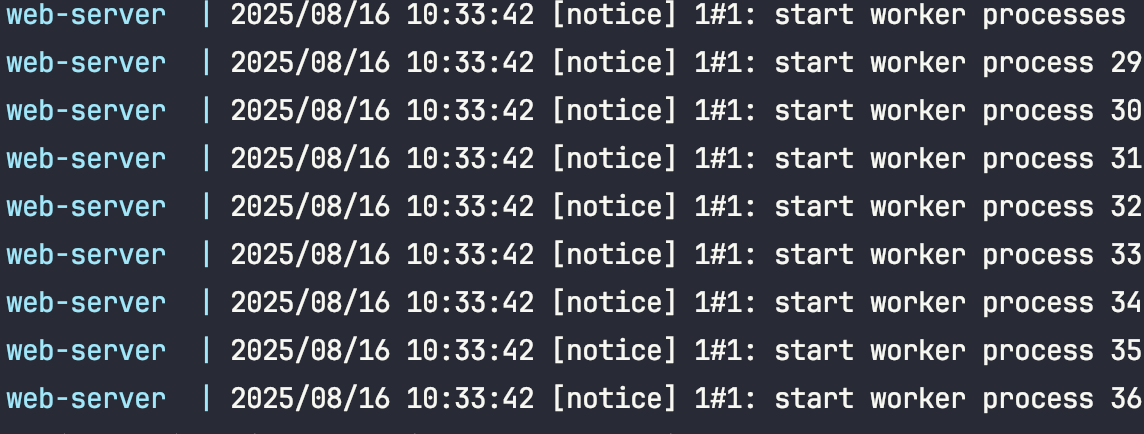 web-server  | 2025/08/16 10:33:42 [notice] 1#1: start worker processes
web-server  | 2025/08/16 10:33:42 [notice] 1#1: start worker process 29
web-server  | 2025/08/16 10:33:42 [notice] 1#1: start worker process 30
web-server  | 2025/08/16 10:33:42 [notice] 1#1: start worker process 31
web-server  | 2025/08/16 10:33:42 [notice] 1#1: start worker process 32
web-server  | 2025/08/16 10:33:42 [notice] 1#1: start worker process 33
web-server  | 2025/08/16 10:33:42 [notice] 1#1: start worker process 34
web-server  | 2025/08/16 10:33:42 [notice] 1#1: start worker process 35
web-server  | 2025/08/16 10:33:42 [notice] 1#1: start worker process 36